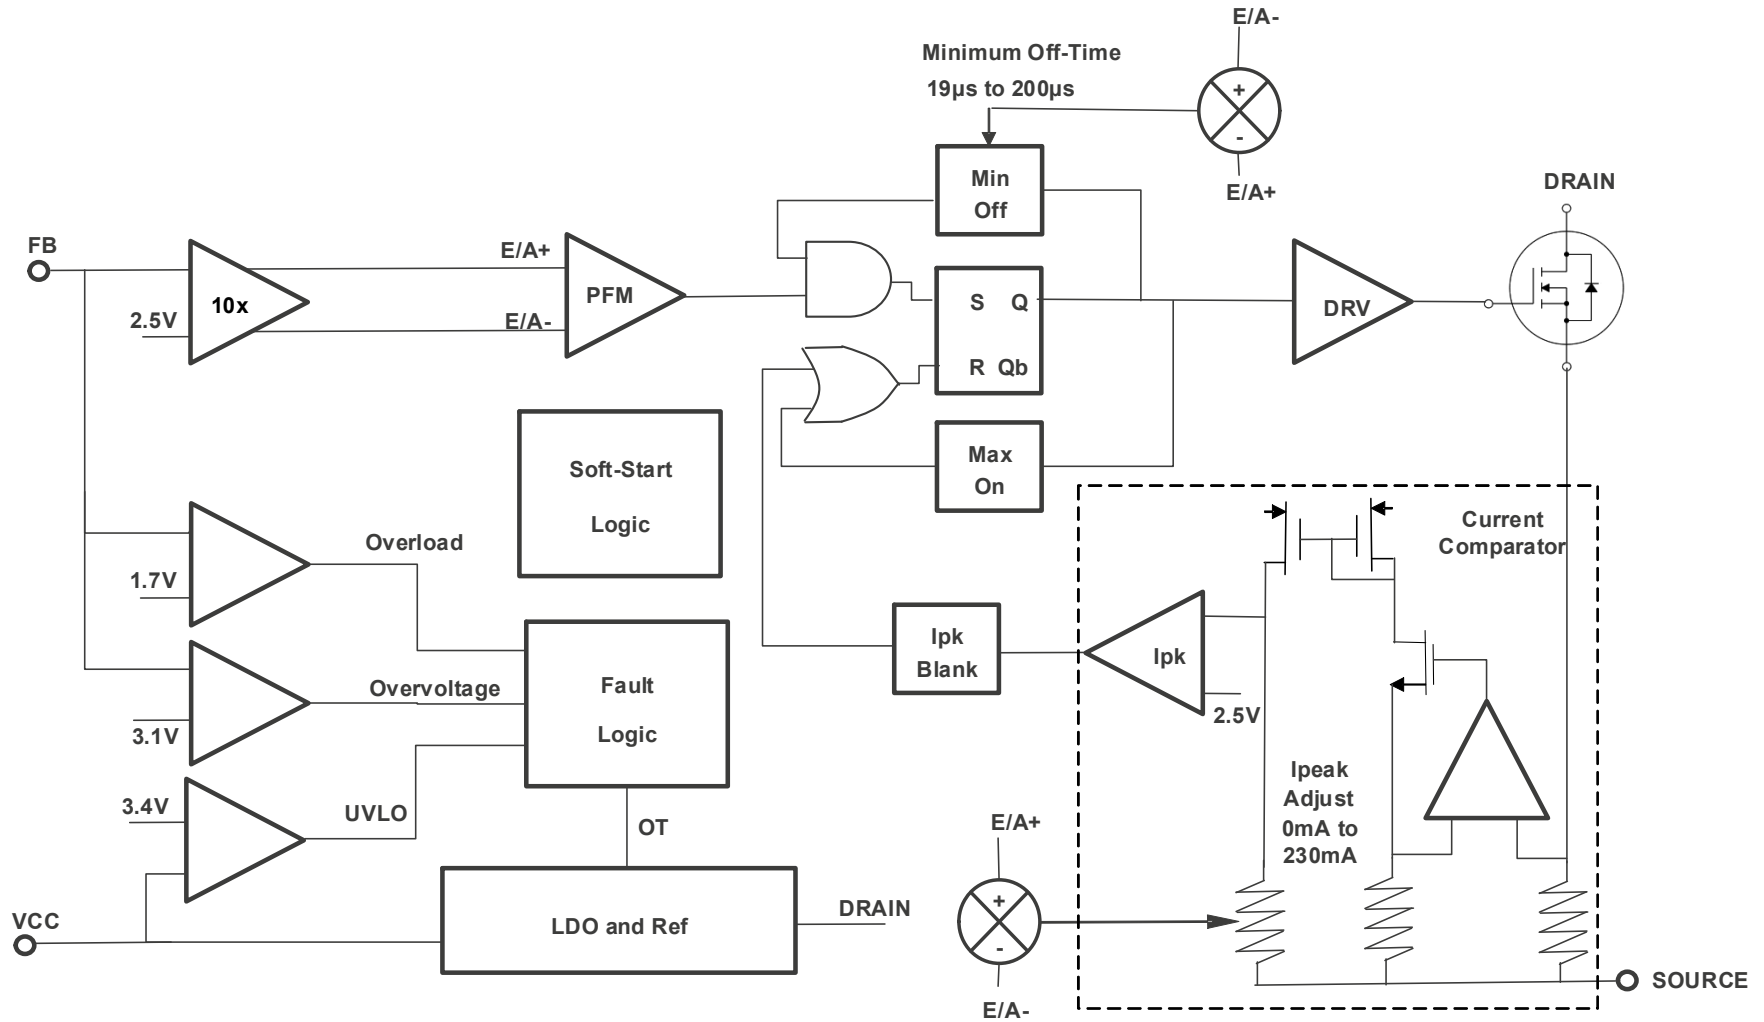 E/A-
Minimum Off-Time
19µs to 200µs
+
-
E/A+
Min
Off
DRAIN
FB
E/A+
10x
PFM
2.5V
E/A-
S Q
R Qb
DRV
Soft-Start
Logic
Max
On
Current
Comparator
Overload
1.7V
Ipk
Blank
Ipk
2.5V
Fault
Logic
Overvoltage
3.1V
3.4V
UVLO
OT
Ipeak
Adjust
0mA to
230mA
E/A+
+
-
E/A-
VCC
LDO and Ref
DRAIN
SOURCE